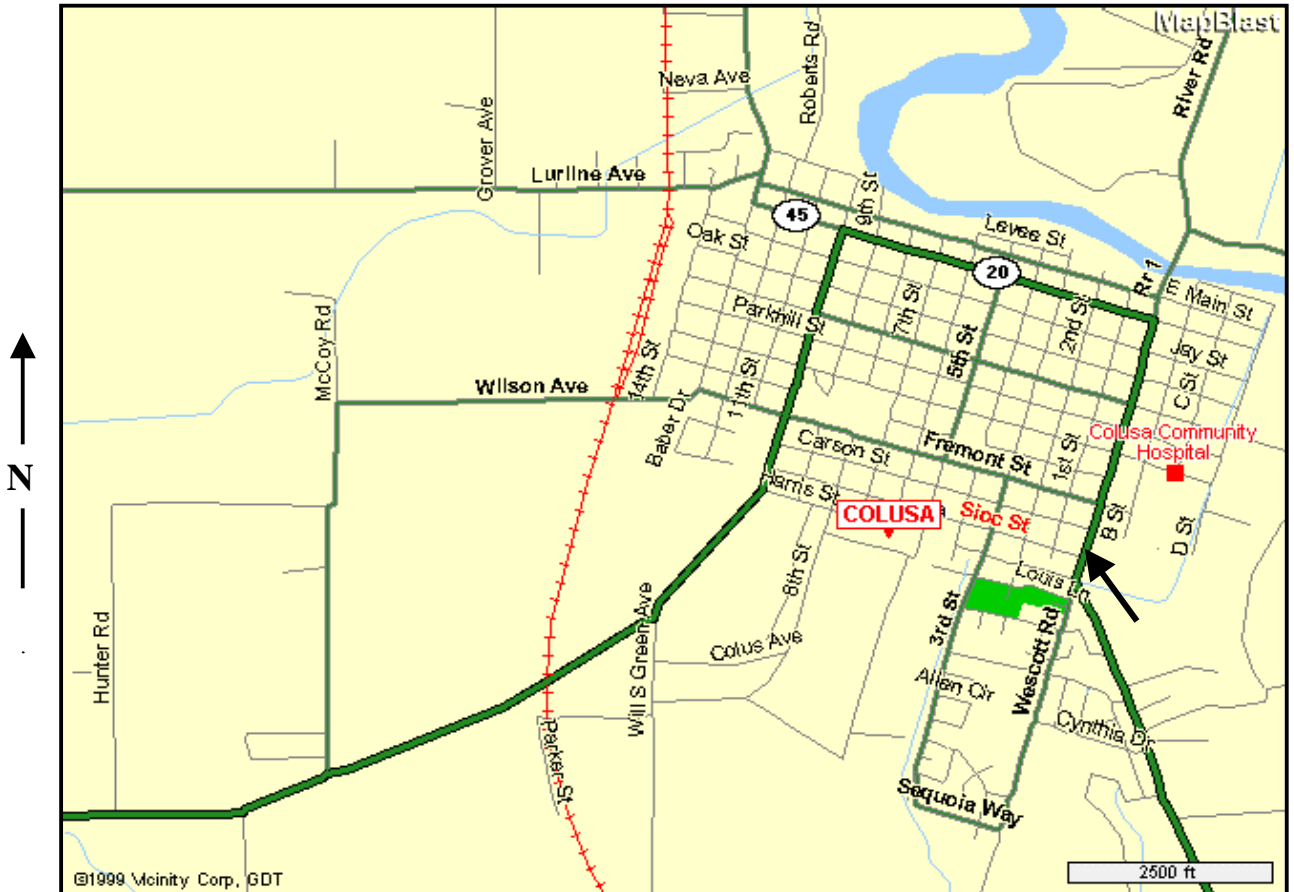 MapBlast
Neva Ave
Roberts Rd
River Rd
Grover Ave
Lurline Ave
9th St
45
Levee St
Oak St
20
Rr 1
E Main St
McCoy Rd
Parkhill St
7th St
5th St
2nd St
Jay St
N
Wilson Ave
14th St
11th St
C St
Baber Dr
Carson St
Fremont St
1st St
Colusa Community
Hospital
Harris St
COLUSA
Sioc St
B St
D St
8th St
Louis Ln
Hunter Rd
Will S Green Ave
Colus Ave
3rd St
Wescott Rd
Allen Cir
Cynthia Dr
Parker St
Sequoia Way
©1999 Vicinity Corp, GDT
2500 ft